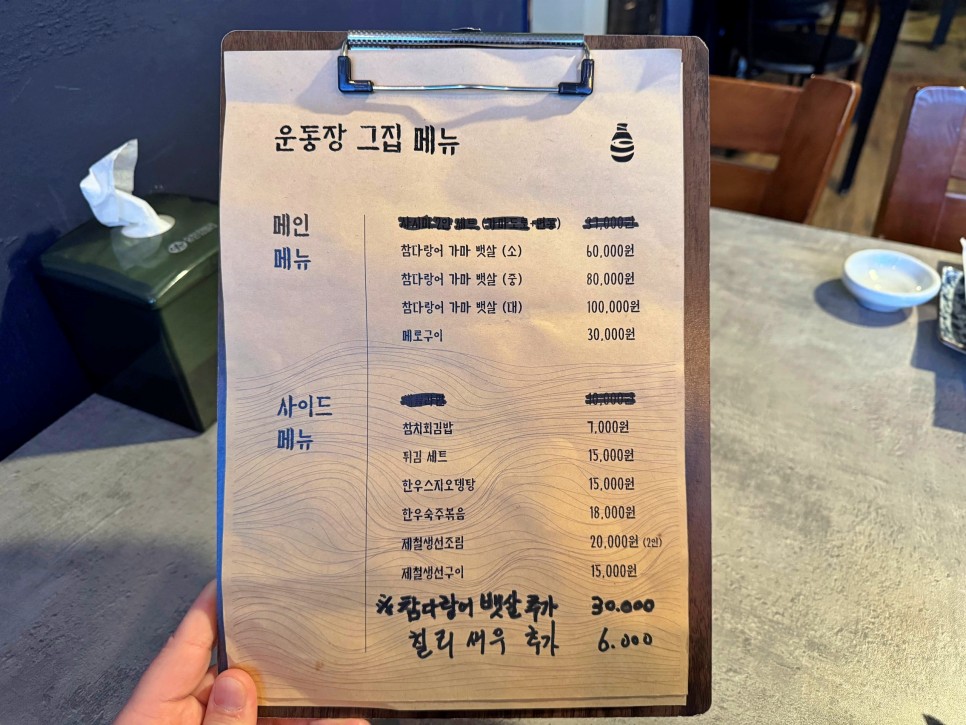 운동장 그집 메뉴
메인
메뉴
참다랑어 가마 뱃살 (소) 60,000원
참다랑어 가마 뱃살 (중) 80,000원
참다랑어 가마 뱃살 (대) 100,000원
메로구이 30,000원
사이드
메뉴
참치회김밥 7.000원
튀김 세트 15,000원
한우스지오뎅탕 15,000원
한우숙주볶음 18,000원
제철생선조림 20,000원 (2인)
제철생선구이 15,000원
※ 참다랑어 뱃살 추가 30.000
칠리 새우 추가 6.000